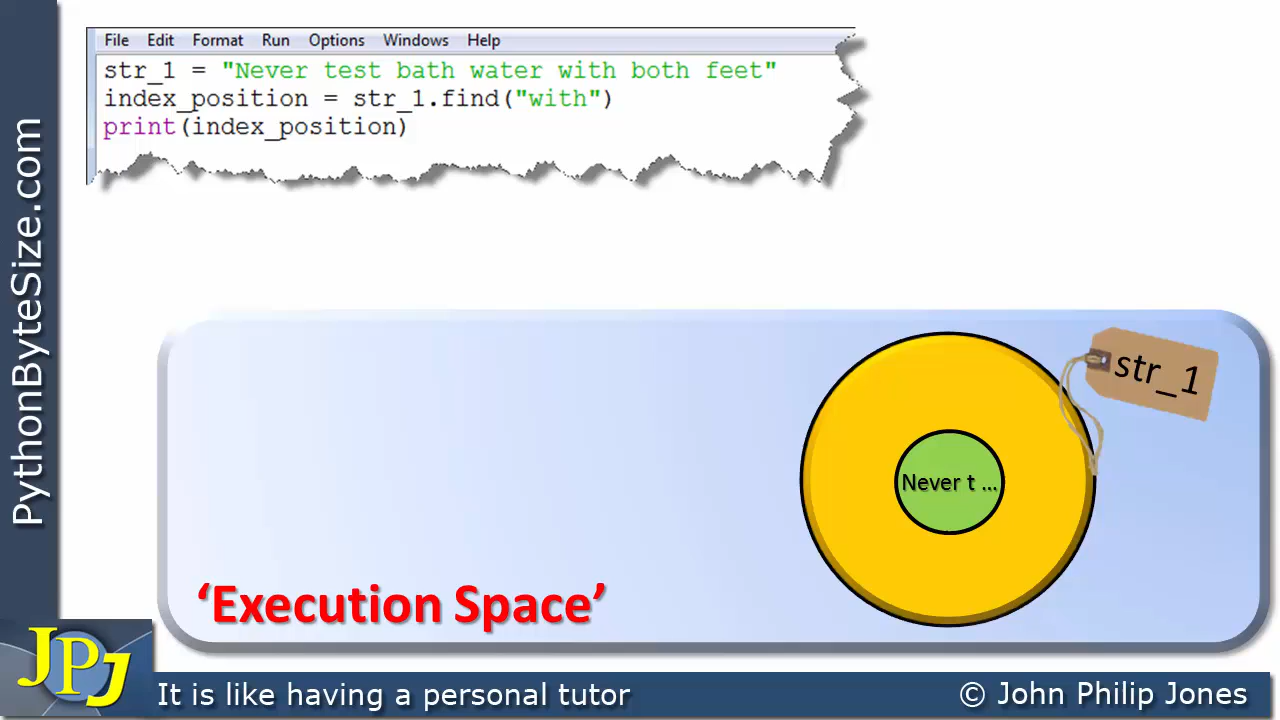 File Edit Format Run Options Windows Help
str_1 = "Never test bath water with both feet"
index_position = str_1.find("with")
print(index_position)
PythonByteSize.com
str_1
Never t ...
‘Execution Space’
JPJ
It is like having a personal tutor
© John Philip Jones